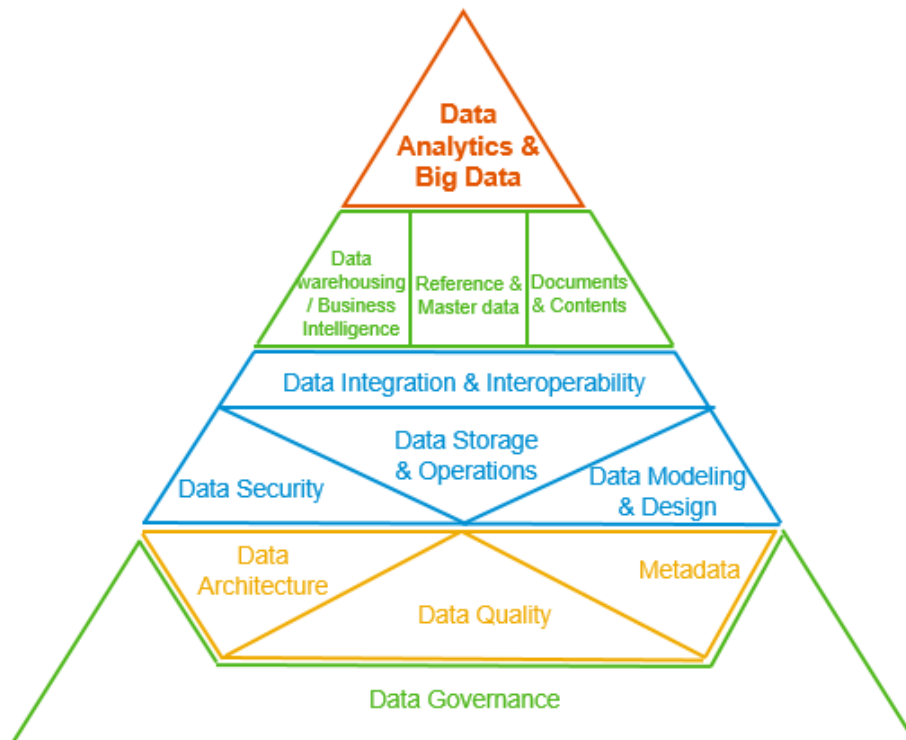 Data
Analytics &
Big Data
Data
warehousing
/ Business
Intelligence
Reference &
Master data
Documents
& Contents
Data Integration & Interoperability
Data Storage
& Operations
Data Security
Data Modeling
& Design
Data
Architecture
Metadata
Data Quality
Data Governance